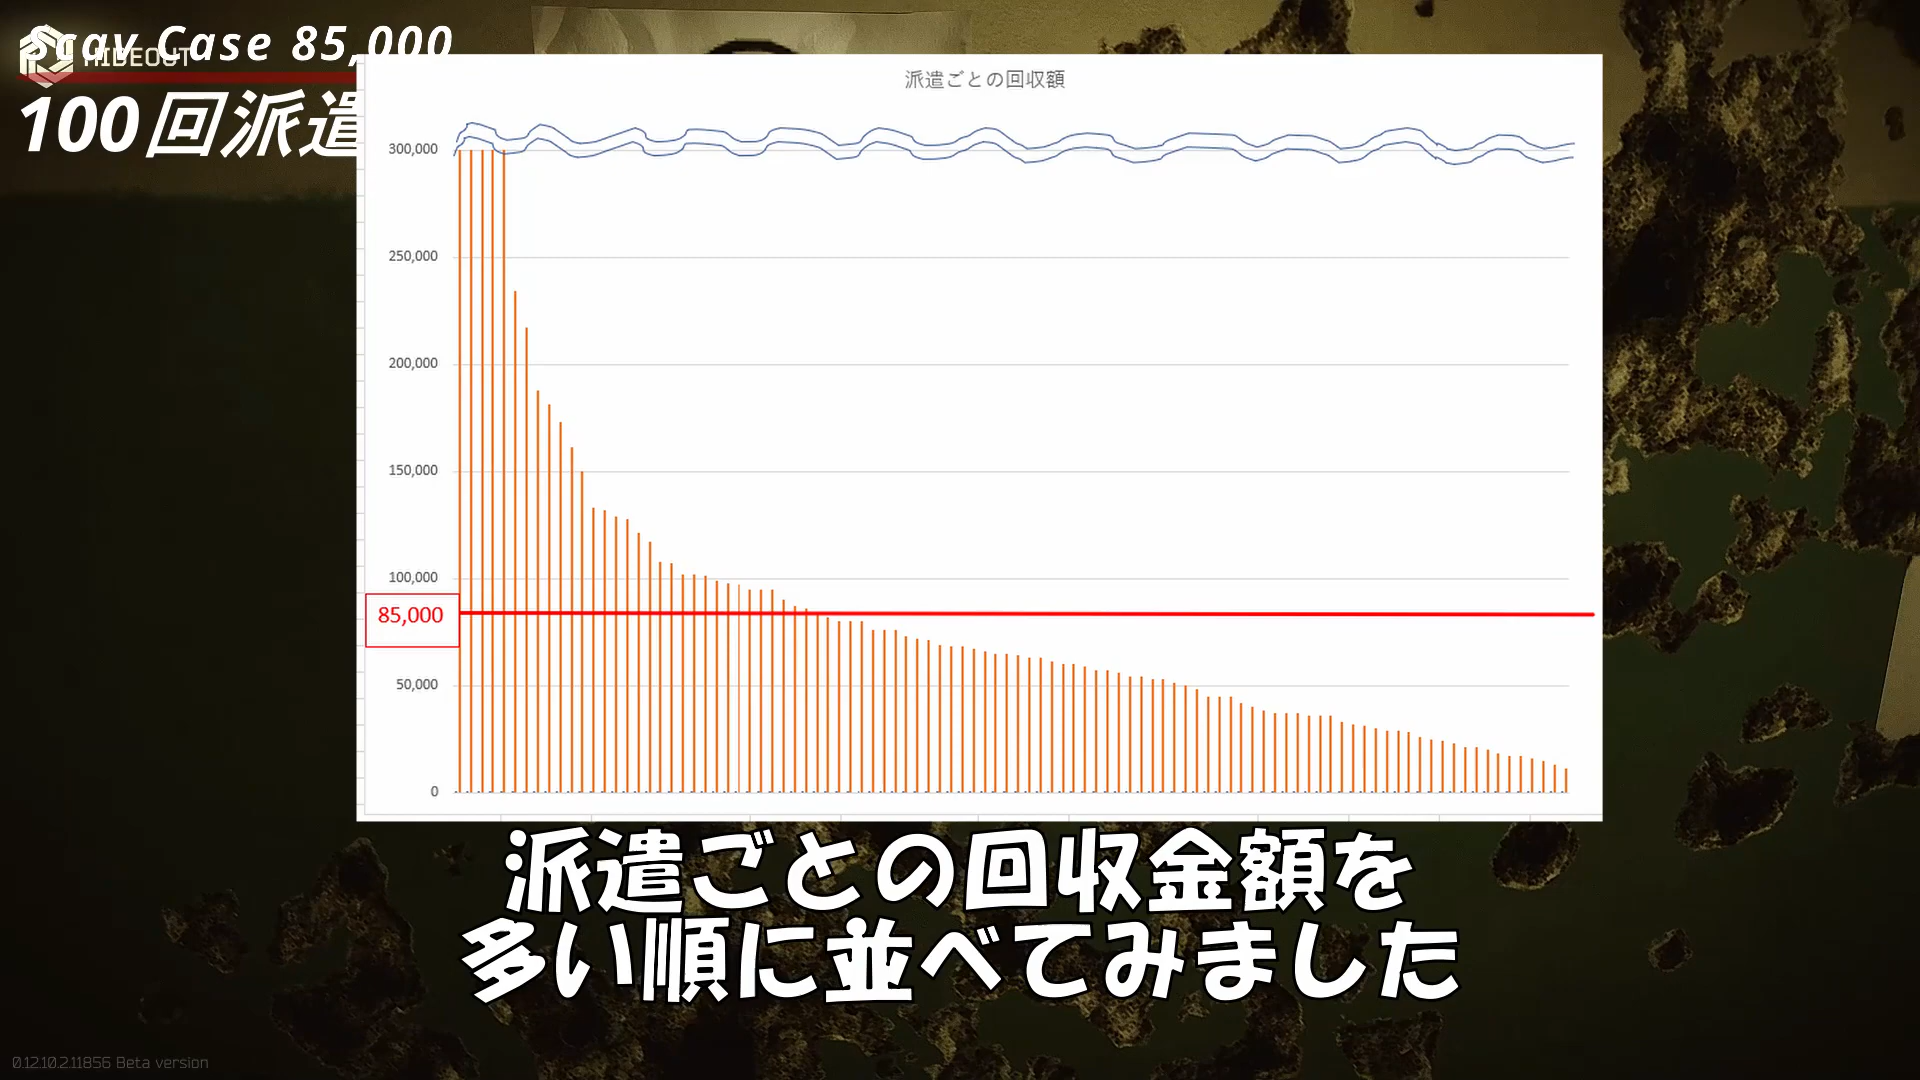 Scav Case 85,000
HIDEOUT
100回派遣
派遣ごとの回収額
300,000
250,000
200,000
150,000
100,000
85,000
50,000
0
派遣ごとの回収金額を
多い順に並べてみました
0.12.10.2.11856 Beta version